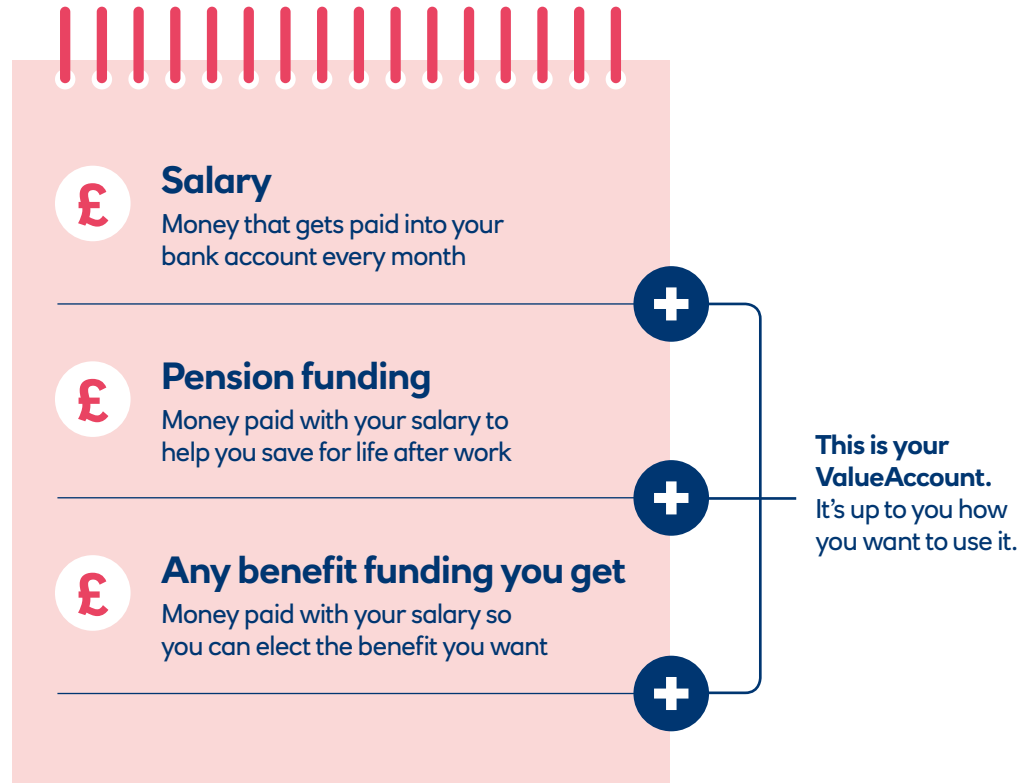 £
Salary
Money that gets paid into your
bank account every month
£
Pension funding
Money paid with your salary to
help you save for life after work
£
Any benefit funding you get
Money paid with your salary so
you can elect the benefit you want
This is your
ValueAccount.
It’s up to you how
you want to use it.